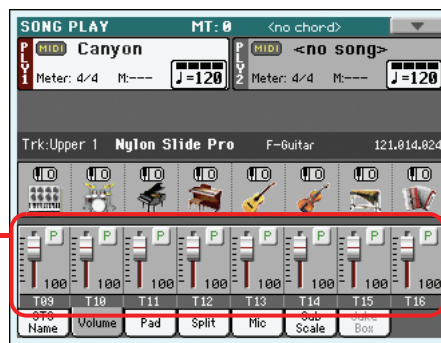 SONG PLAY MT: 0 <no chord>
PLY1 MIDI Canyon
Meter: 4/4 M:--- ♩=120
PLY2 MIDI <no song>
Meter: 4/4 M:--- ♩=120
Trk:Upper 1 Nylon Slide Pro F-Guitar 121.014.024
P P P P P P P P
100 100 100 100 100 100 100 100
T09 T10 T11 T12 T13 T14 T15 T16
STS Name Volume Pad Split Mic Sub Scale Juke Box